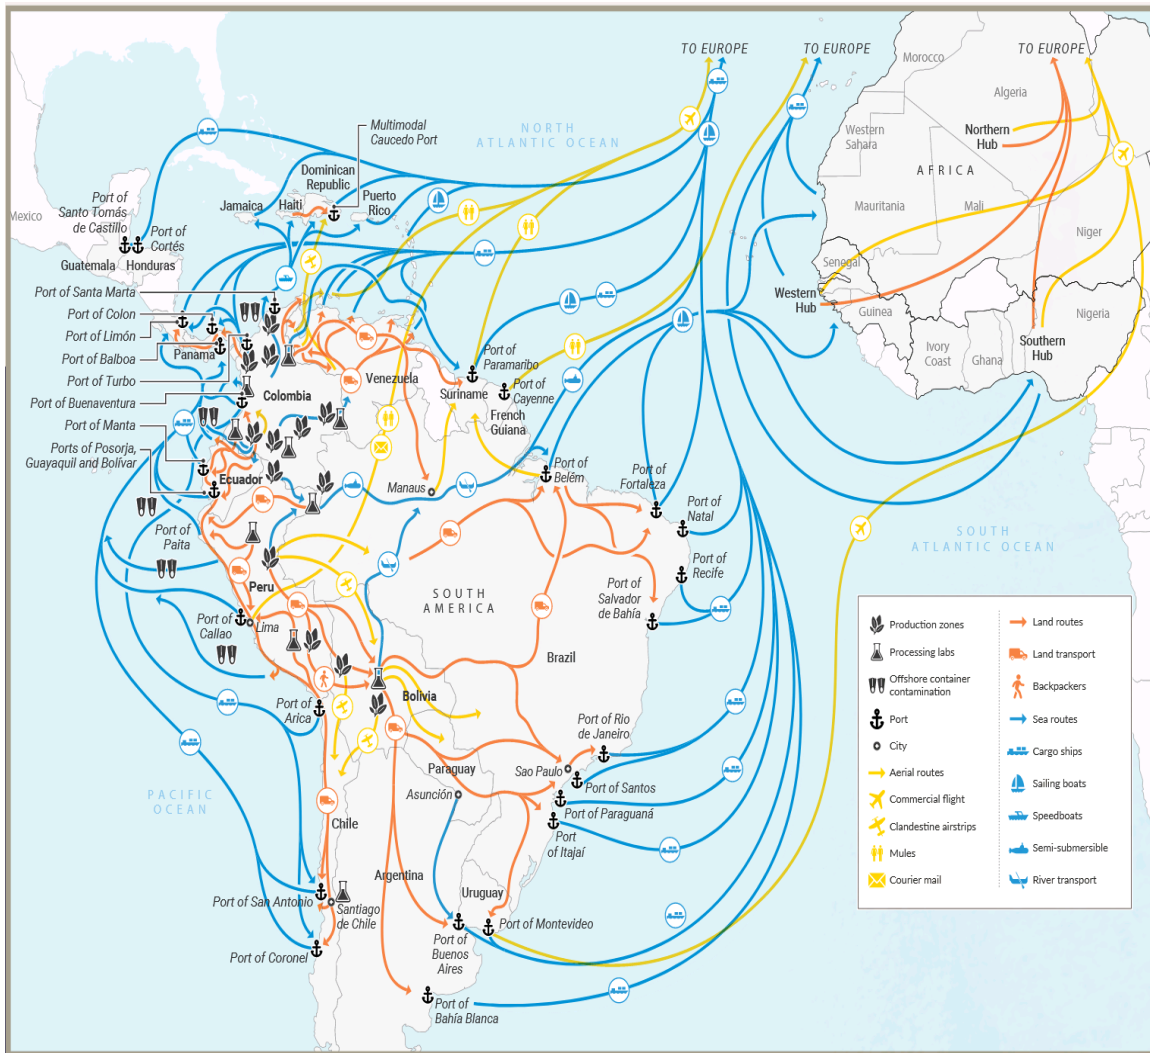 TO EUROPE
TO EUROPE
TO EUROPE
Morocco
Algeria
NORTH
ATLANTIC OCEAN
Multimodal
Caucedo Port
Northern
Hub
Western
Sahara
AFRICA
Dominican
Republic
Mexico
Port of
Santo Tomás
de Castillo
Jamaica
Haiti
Puerto
Rico
Mauritania
Mali
Port of
Cortés
Niger
Guatemala
Honduras
Senegal
Port of Santa Marta
Western
Hub
Port of Colon
Guinea
Nigeria
Port of Limón
Ivory
Coast
Ghana
Southern
Hub
Panama
Port of Balboa
Port of
Paramaribo
Port of Turbo
Venezuela
Suriname
Port of
Cayenne
Port of Buenaventura
Colombia
French
Guiana
Port of Manta
Ports of Posorja,
Guayaquil and Bolívar
Ecuador
Manaus
Port of
Belém
Port of
Fortaleza
Port of
Natal
Port of
Paita
SOUTH
ATLANTIC OCEAN
Port of
Recife
Peru
SOUTH
AMERICA
Port of
Salvador
de Bahía
Port of
Callao
Lima
Brazil
Bolivia
Port of
Arica
Port of Rio
de Janeiro
Paraguay
Sao Paulo
Port of Santos
PACIFIC
OCEAN
Asunción
Port of Paraguaná
Chile
Port
of Itajaí
Argentina
Uruguay
Port of San Antonio
Santiago
de Chile
Port of Montevideo
Port of Coronel
Port of
Buenos
Aires
Port of
Bahía Blanca
Production zones
Processing labs
Offshore container
contamination
Port
City
Aerial routes
Commercial flight
Clandestine airstrips
Mules
Courier mail
Land routes
Land transport
Backpackers
Sea routes
Cargo ships
Sailing boats
Speedboats
Semi-submersible
River transport